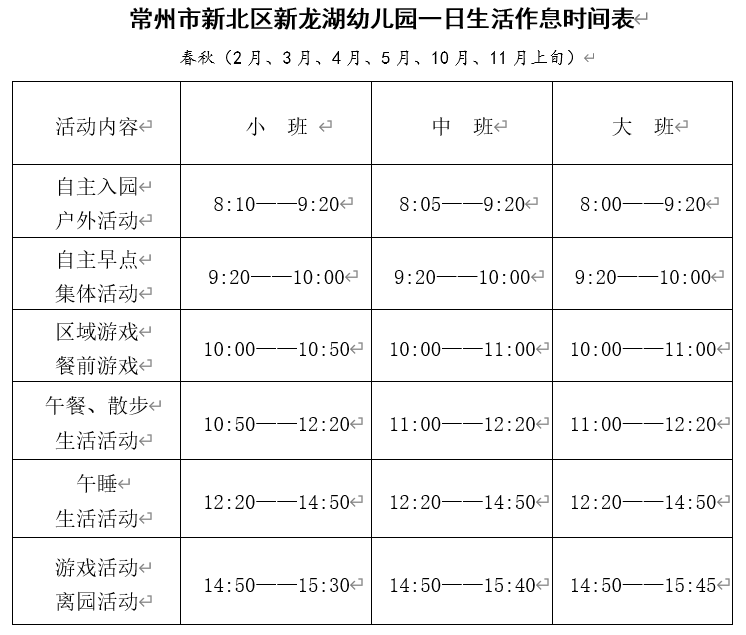 常州市新北区新龙湖幼儿园一日生活作息时间表
春秋（2月、3月、4月、5月、10月、11月上旬）
活动内容 小 班 中 班 大 班
自主入园
户外活动
8:10——9:20 8:05——9:20 8:00——9:20
自主早点
集体活动
9:20——10:00 9:20——10:00 9:20——10:00
区域游戏
餐前游戏
10:00——10:50 10:00——11:00 10:00——11:00
午餐、散步
生活活动
10:50——12:20 11:00——12:20 11:00——12:20
午睡
生活活动
12:20——14:50 12:20——14:50 12:20——14:50
游戏活动
离园活动
14:50——15:30 14:50——15:40 14:50——15:45